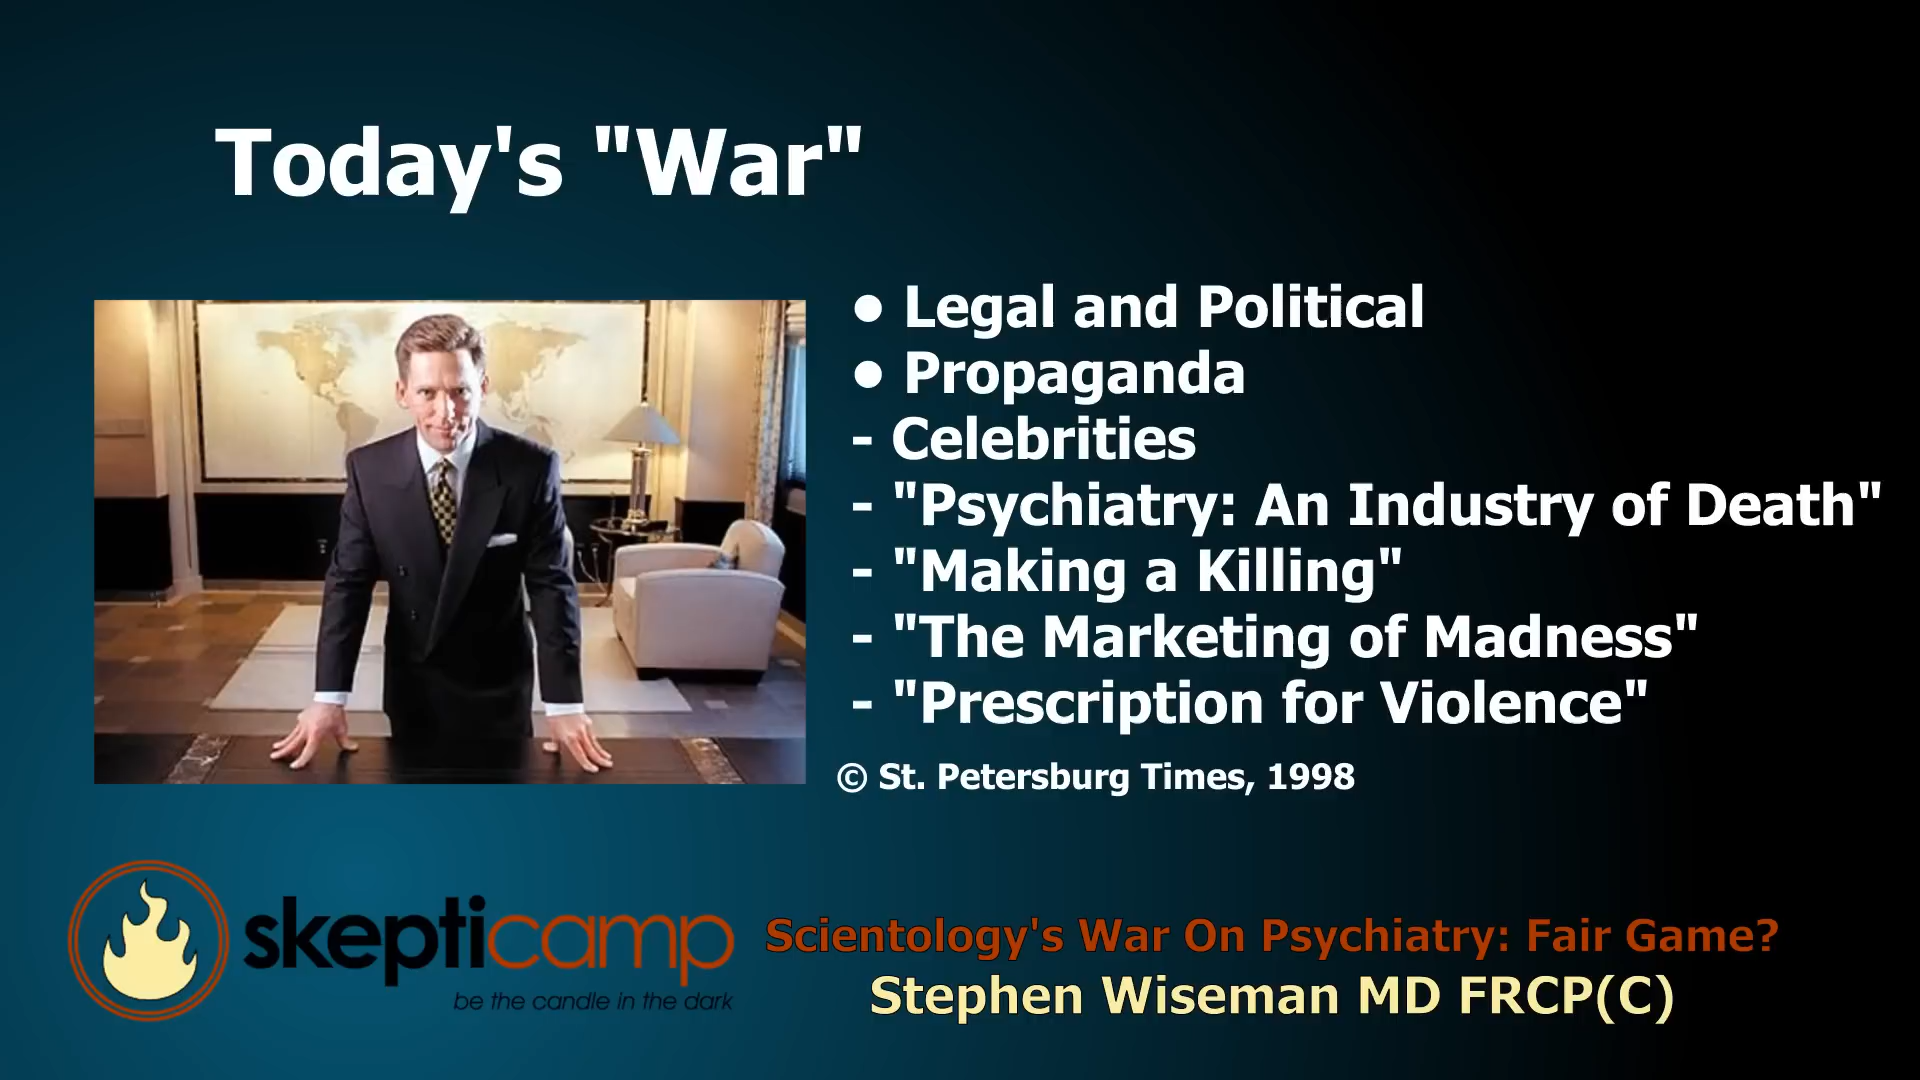 Today's "War"
● Legal and Political
● Propaganda
- Celebrities
- "Psychiatry: An Industry of Death"
- "Making a Killing"
- "The Marketing of Madness"
- "Prescription for Violence"
© St. Petersburg Times, 1998
skepticamp
be the candle in the dark
Scientology's War On Psychiatry: Fair Game?
Stephen Wiseman MD FRCP(C)